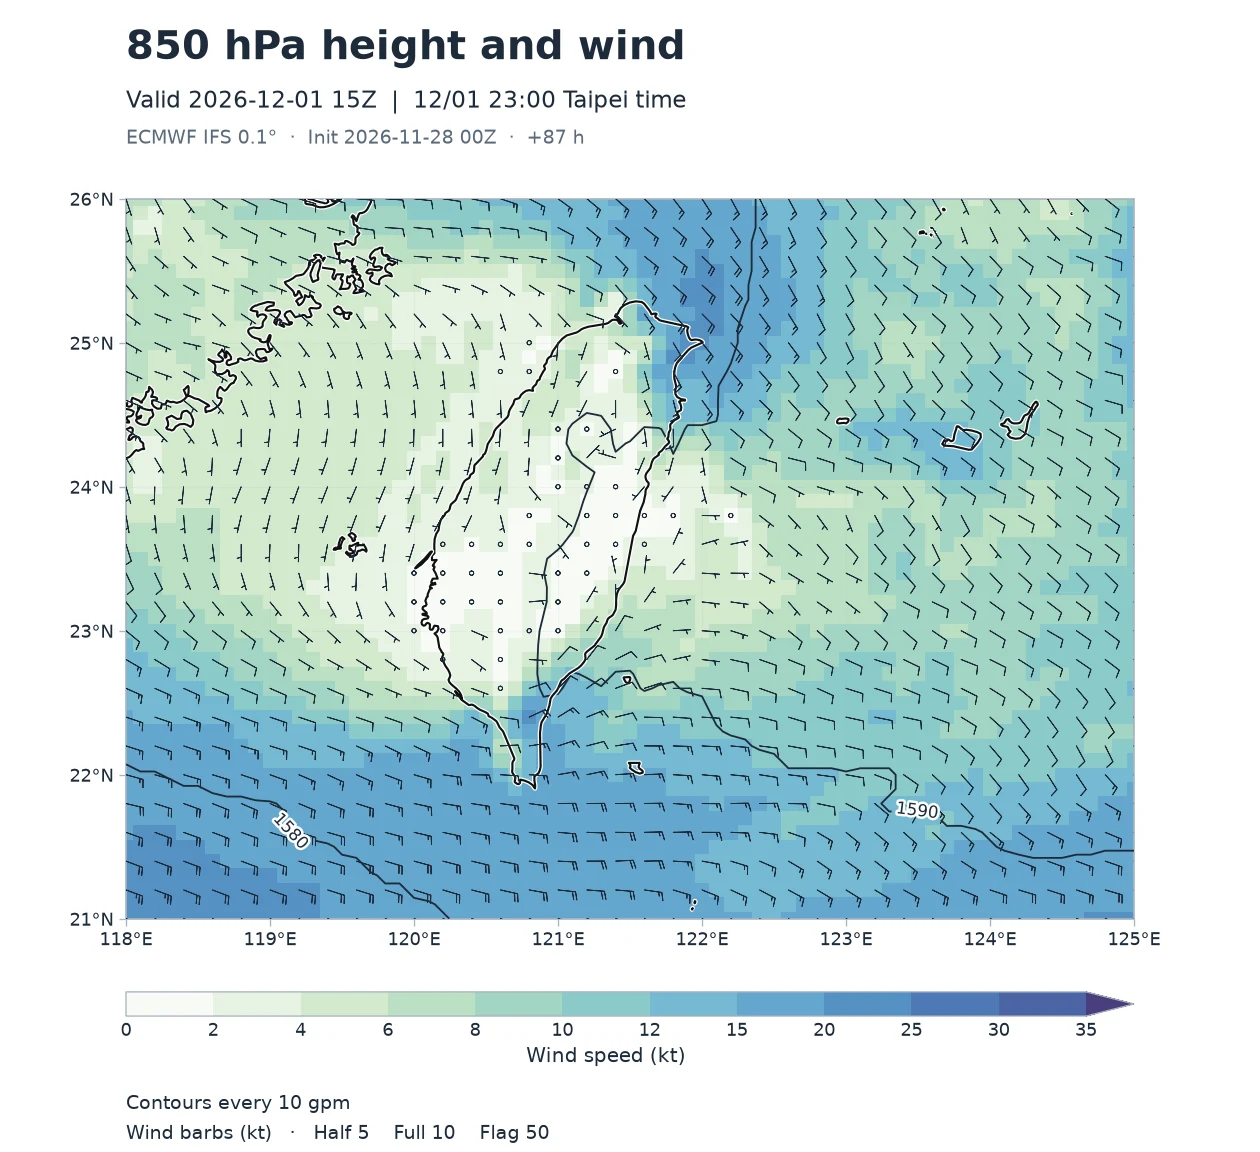 850 hPa height and wind
Valid 2026-12-01 15Z | 12/01 23:00 Taipei time
ECMWF IFS 0.1° · Init 2026-11-28 00Z · +87 h
26°N
25°N
24°N
23°N
22°N
21°N
1590
1580
118°E 119°E 120°E 121°E 122°E 123°E 124°E 125°E
0 2 4 6 8 10 12 15 20 25 30 35
Wind speed (kt)
Contours every 10 gpm
Wind barbs (kt) · Half 5 Full 10 Flag 50